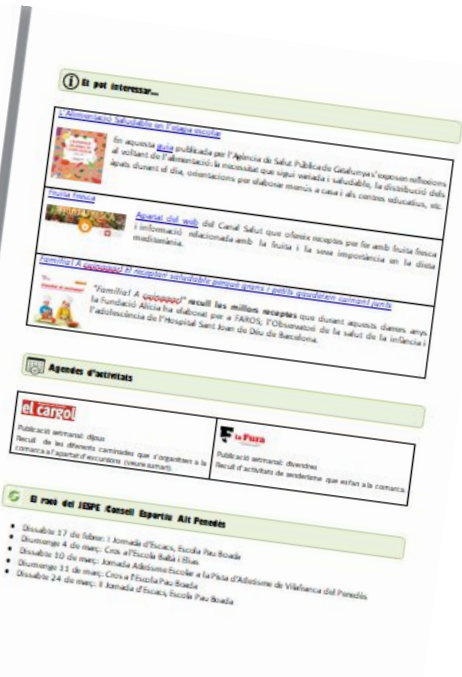 Et pot interessar...
L'Alimentació Saludable en l'etapa escolar
En aquesta guia publicada per l'Agència de Salut Pública de Catalunya s'exposen reflexions
al voltant de l'alimentació: la necessitat que sigui variada i saludable, la distribució dels
àpats durant el dia, orientacions per elaborar menús a casa i als centres educatius, etc.
Fruita fresca
Apartat del web del Canal Salut que ofereix receptes per fer amb fruita fresca
i informació relacionada amb la fruita i la seva importància en la dieta
mediterània.
Família! A El receptari saludable perquè grans i petits gaudeixin cuinant junts
"Família! A " recull les millors receptes que durant aquests darrers anys
la Fundació Alícia ha elaborat per a FAROS, l'Observatori de la salut de la infància i
l'adolescència de l'Hospital Sant Joan de Déu de Barcelona.
Agendes d'activitats
el cargol
Publicació setmanal: dijous
Recull de les diferents caminades que s'organitzen a la
comarca a l'apartat d'excursions (veure sumari).
la Fura
Publicació setmanal: divendres
Recull d'activitats de senderisme que es fan a la comarca.
El racó del JESPE /Consell Esportiu Alt Penedès
• Dissabte 17 de febrer: I Jornada d'Escacs, Escola Pau Boada
• Diumenge 4 de març: Cros a l'Escola Baltà i Elias
• Dissabte 10 de març: Jornada Atletisme Escolar a la Pista d'Atletisme de Vilafranca del Penedès
• Diumenge 11 de març: Cros a l'Escola Pau Boada
• Dissabte 24 de març: II Jornada d'Escacs, Escola Pau Boada